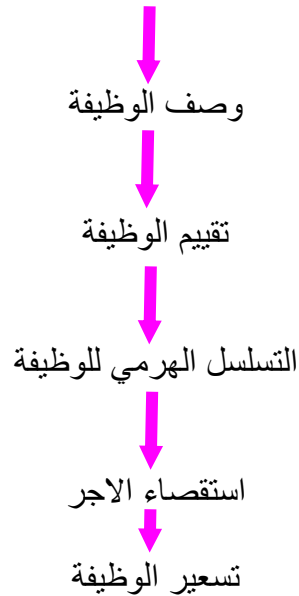 وصف الوظيفة
تقييم الوظيفة
التسلسل الهرمي للوظيفة
استقصاء الاجر
تسعير الوظيفة